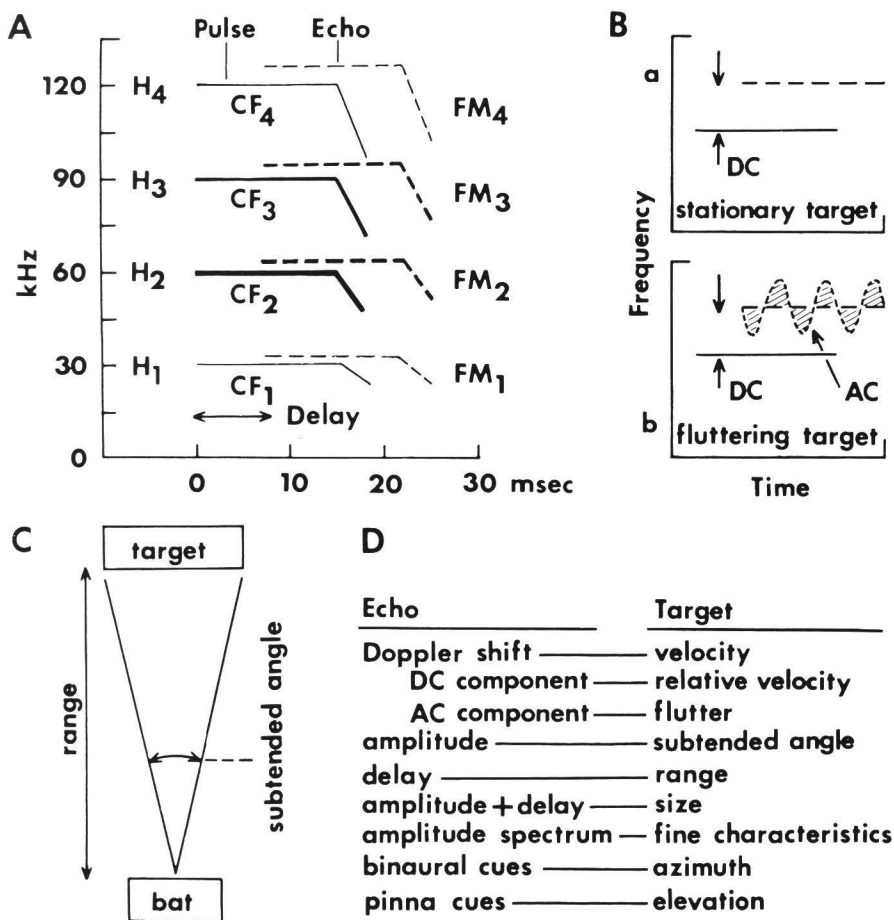 A
Pulse Echo
120 H4 CF4 FM4
90 H3 CF3 FM3
kHz
60 H2 CF2 FM2
30 H1 CF1 FM1
Delay
0
0 10 20 30 msec
B
Frequency
a
DC
stationary target
DC AC
b
fluttering target
Time
C
target
range
subtended angle
bat
D
Echo Target
Doppler shift velocity
DC component relative velocity
AC component flutter
amplitude subtended angle
delay range
amplitude + delay size
amplitude spectrum fine characteristics
binaural cues azimuth
pinna cues elevation